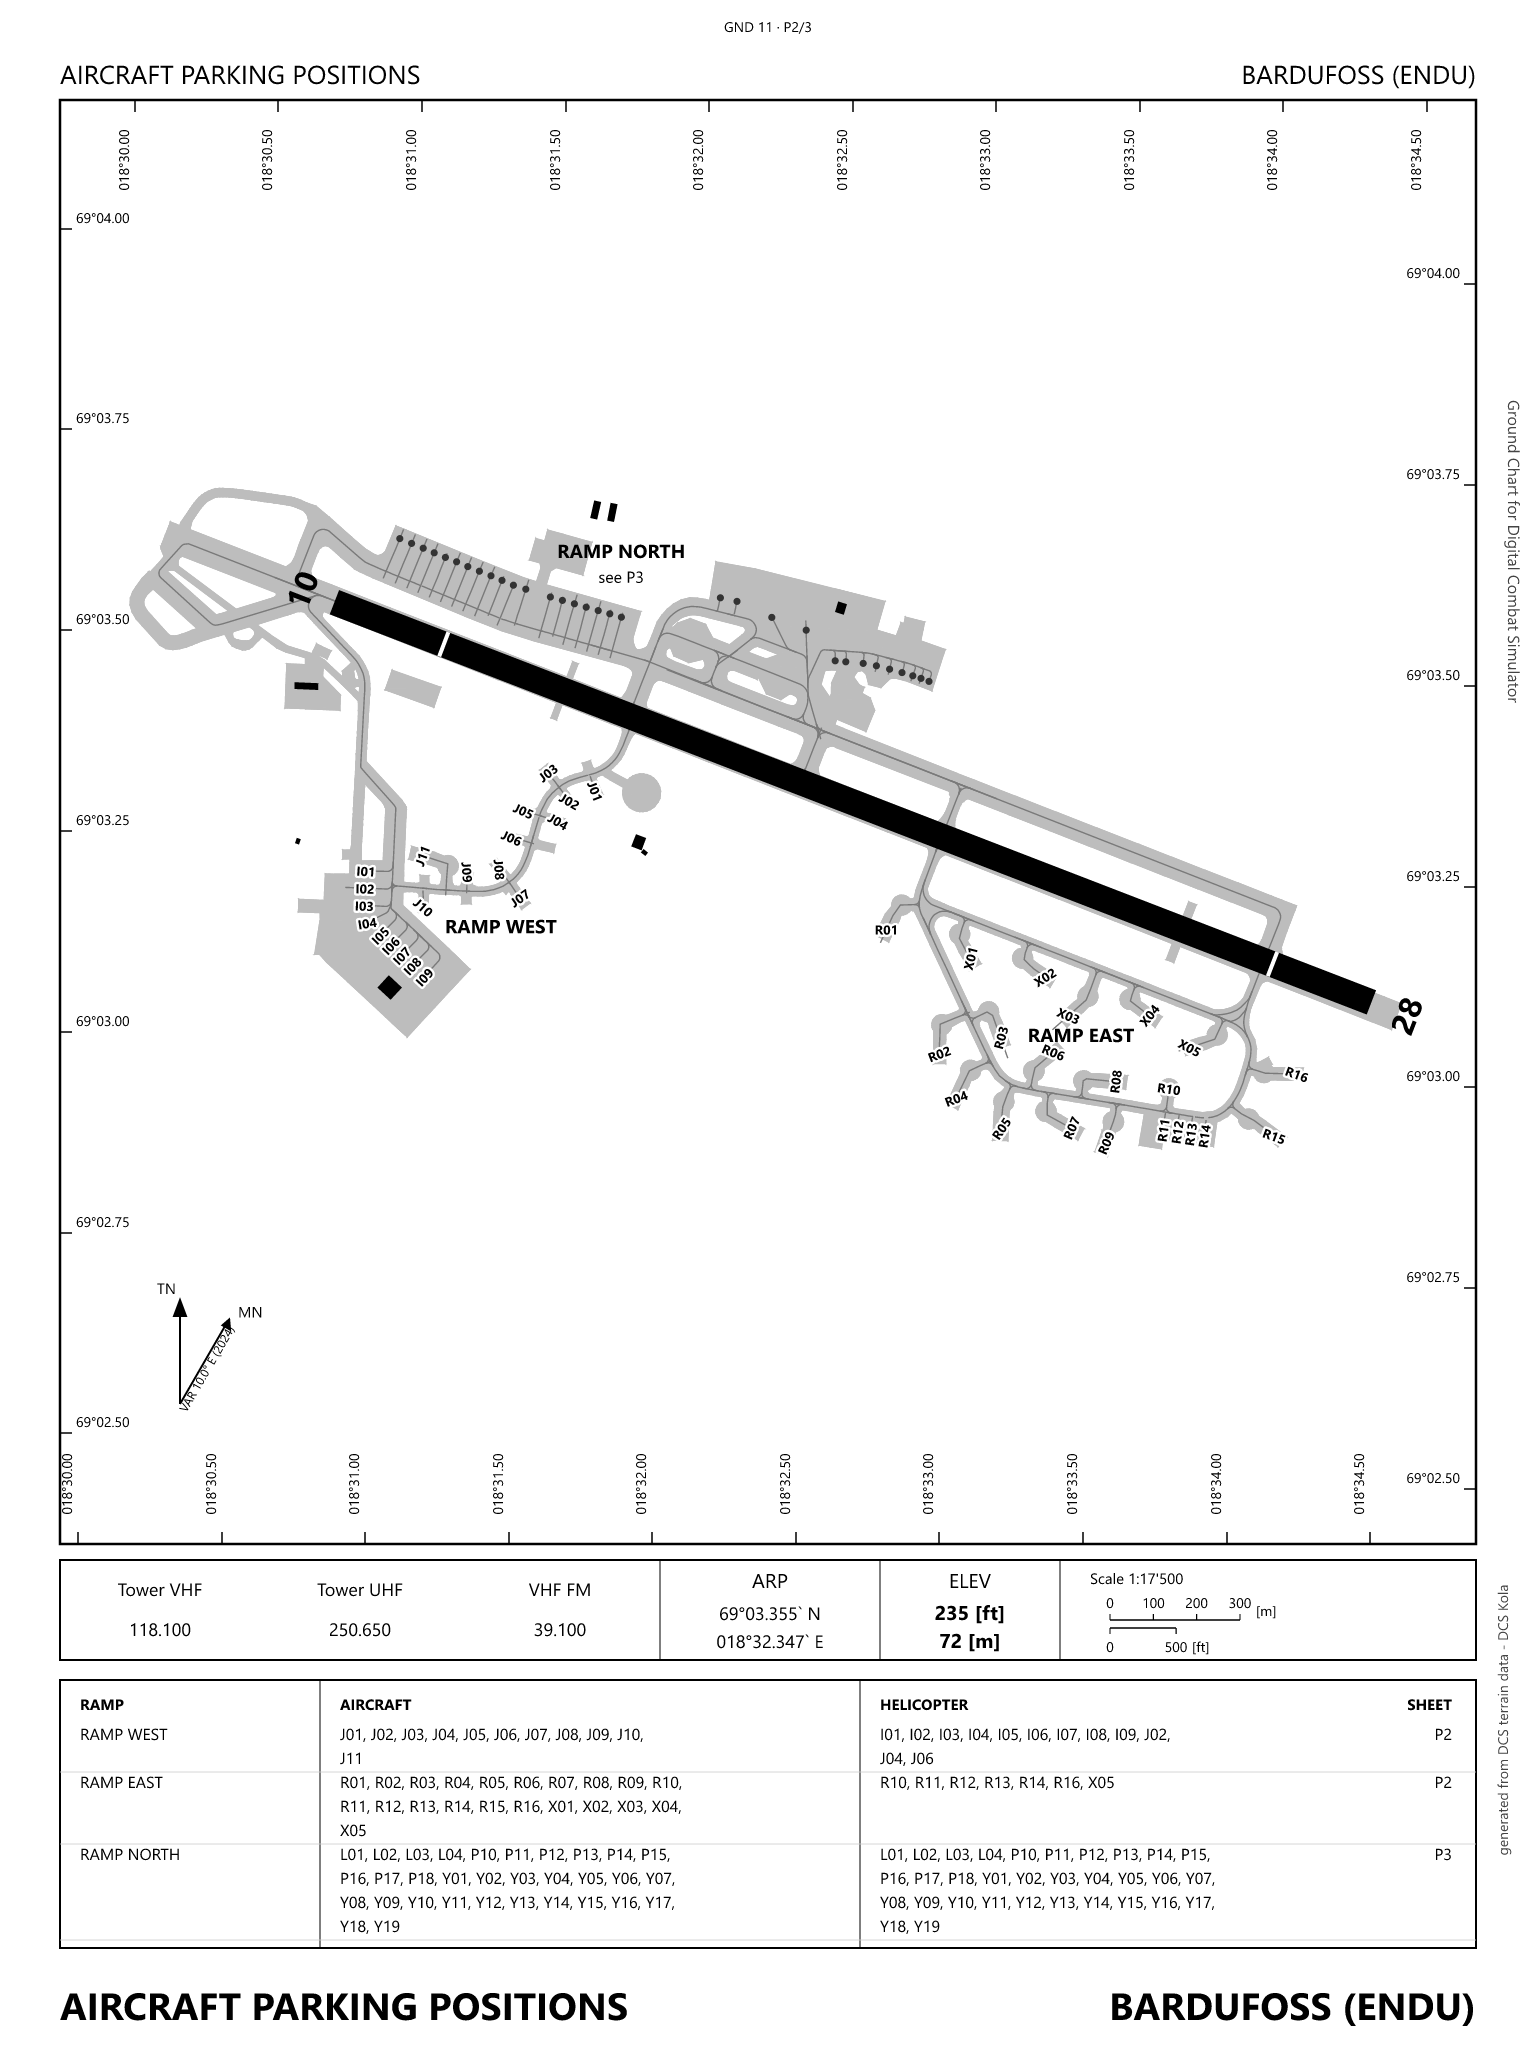 GND 11 · P2/3
AIRCRAFT PARKING POSITIONS
BARDUFOSS (ENDU)
018°30.00
018°30.50
018°31.00
018°31.50
018°32.00
018°32.50
018°33.00
018°33.50
018°34.00
018°34.50
69°04.00
69°04.00
69°03.75
69°03.75
69°03.50
69°03.50
69°03.25
69°03.25
69°03.00
69°03.00
69°02.75
69°02.75
69°02.50
69°02.50
Ground Chart for Digital Combat Simulator
RAMP NORTH
see P3
10
J03
J01
J02
J05
J04
J06
J11
J09
J08
J07
J10
I01
I02
I03
I04
I05
I06
I07
I08
I09
RAMP WEST
R01
X01
X02
X03
X04
X05
28
RAMP EAST
R02
R03
R04
R05
R06
R07
R08
R09
R10
R11
R12
R13
R14
R15
R16
TN
MN
VAR 10.0° E (2024)
018°30.00
018°30.50
018°31.00
018°31.50
018°32.00
018°32.50
018°33.00
018°33.50
018°34.00
018°34.50
Tower VHF
118.100
Tower UHF
250.650
VHF FM
39.100
ARP
69°03.355` N
018°32.347` E
ELEV
235 [ft]
72 [m]
Scale 1:17'500
0 100 200 300 [m]
0 500 [ft]
generated from DCS terrain data - DCS Kola
RAMP AIRCRAFT HELICOPTER SHEET
RAMP WEST J01, J02, J03, J04, J05, J06, J07, J08, J09, J10, I01, I02, I03, I04, I05, I06, I07, I08, I09, J02, P2
J11 J04, J06
RAMP EAST R01, R02, R03, R04, R05, R06, R07, R08, R09, R10, R10, R11, R12, R13, R14, R16, X05 P2
R11, R12, R13, R14, R15, R16, X01, X02, X03, X04,
X05
RAMP NORTH L01, L02, L03, L04, P10, P11, P12, P13, P14, P15, L01, L02, L03, L04, P10, P11, P12, P13, P14, P15, P3
P16, P17, P18, Y01, Y02, Y03, Y04, Y05, Y06, Y07, P16, P17, P18, Y01, Y02, Y03, Y04, Y05, Y06, Y07,
Y08, Y09, Y10, Y11, Y12, Y13, Y14, Y15, Y16, Y17, Y08, Y09, Y10, Y11, Y12, Y13, Y14, Y15, Y16, Y17,
Y18, Y19 Y18, Y19
AIRCRAFT PARKING POSITIONS
BARDUFOSS (ENDU)